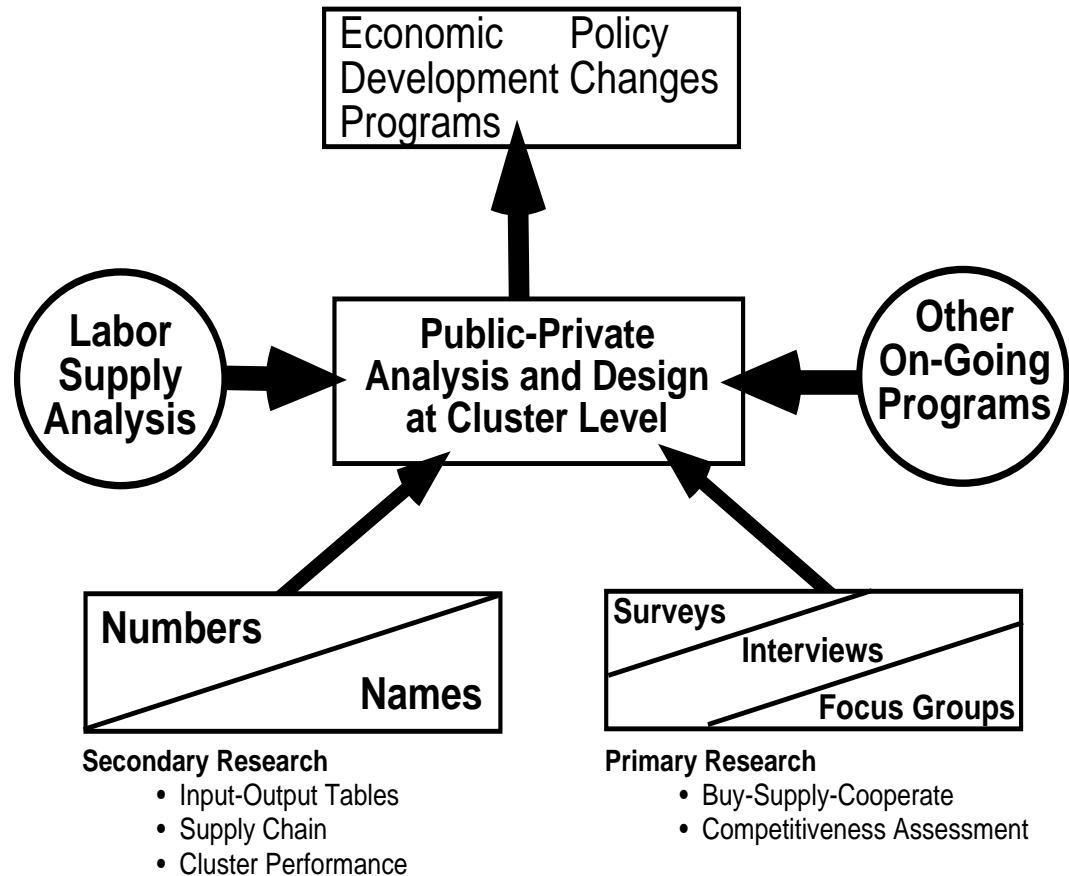 Economic Policy
Development Changes
Programs
Labor
Supply
Analysis
Public-Private
Analysis and Design
at Cluster Level
Other
On-Going
Programs
Numbers
Names
Surveys
Interviews
Focus Groups
Secondary Research
• Input-Output Tables
• Supply Chain
• Cluster Performance
Primary Research
• Buy-Supply-Cooperate
• Competitiveness Assessment